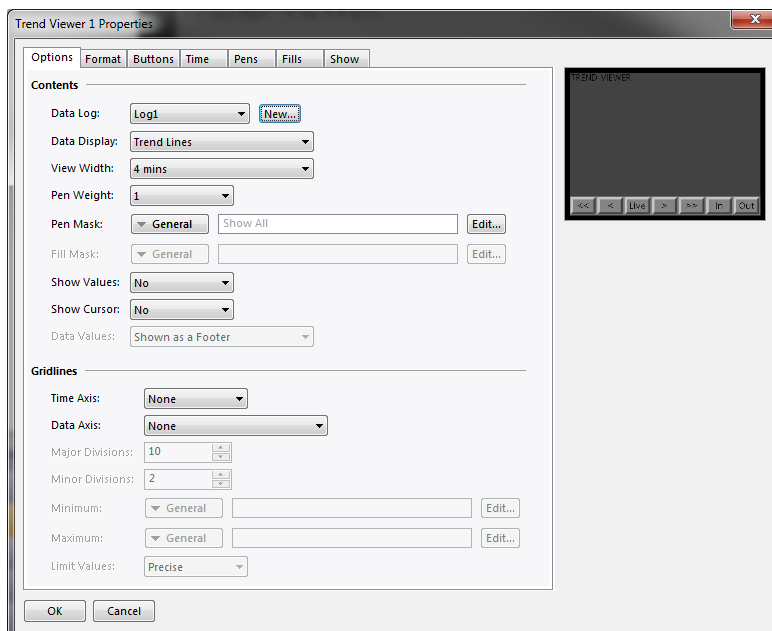 Trend Viewer 1 Properties
Options Format Buttons Time Pens Fills Show
Contents
Data Log: Log1 New...
Data Display: Trend Lines
View Width: 4 mins
Pen Weight: 1
Pen Mask: General Show All Edit...
Fill Mask: General Edit...
Show Values: No
Show Cursor: No
Data Values: Shown as a Footer
Gridlines
Time Axis: None
Data Axis: None
Major Divisions: 10
Minor Divisions: 2
Minimum: General Edit...
Maximum: General Edit...
Limit Values: Precise
OK Cancel
TREND VIEWER
<< < Live > >> In Out